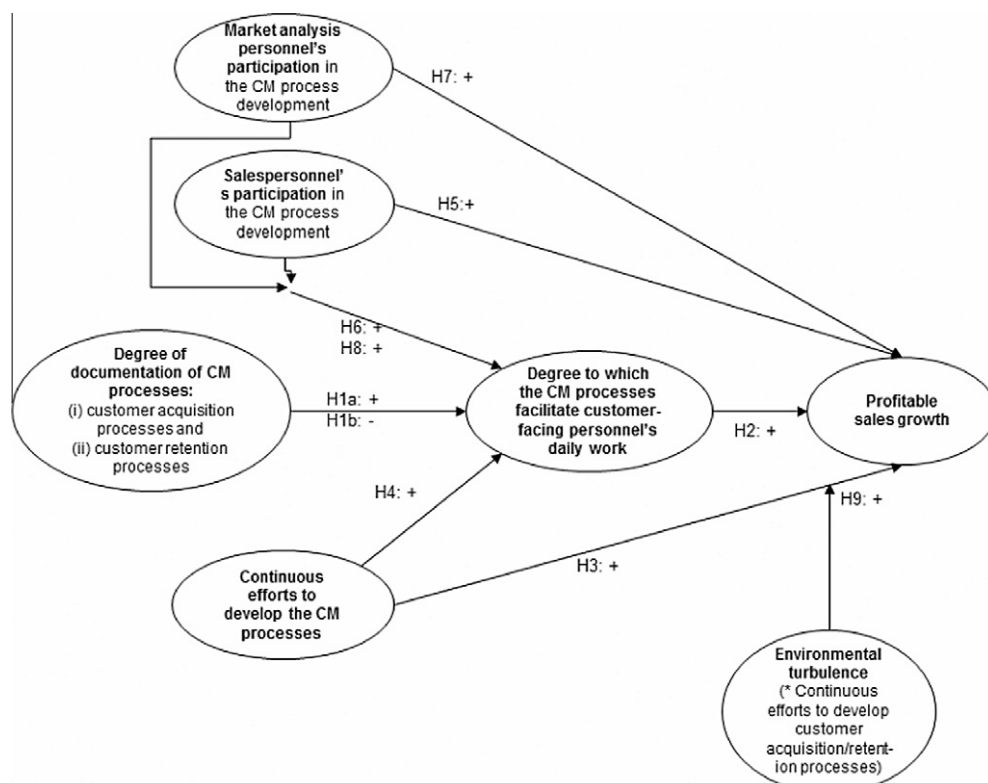 Market analysis
personnel's
participation in
the CM process
development
H7: +
Salespersonnel'
s participation in
the CM process
development
H5:+
H6: +
H8: +
Degree of
documentation of CM
processes:
(i) customer acquisition
processes and
(ii) customer retention
processes
H1a: +
H1b: -
Degree to which
the CM processes
facilitate customer-
facing personnel's
daily work
H2: +
Profitable
sales growth
H4: +
H9: +
H3: +
Continuous
efforts to
develop the CM
processes
Environmental
turbulence
(* Continuous
efforts to develop
customer
acquisition/retent-
ion processes)